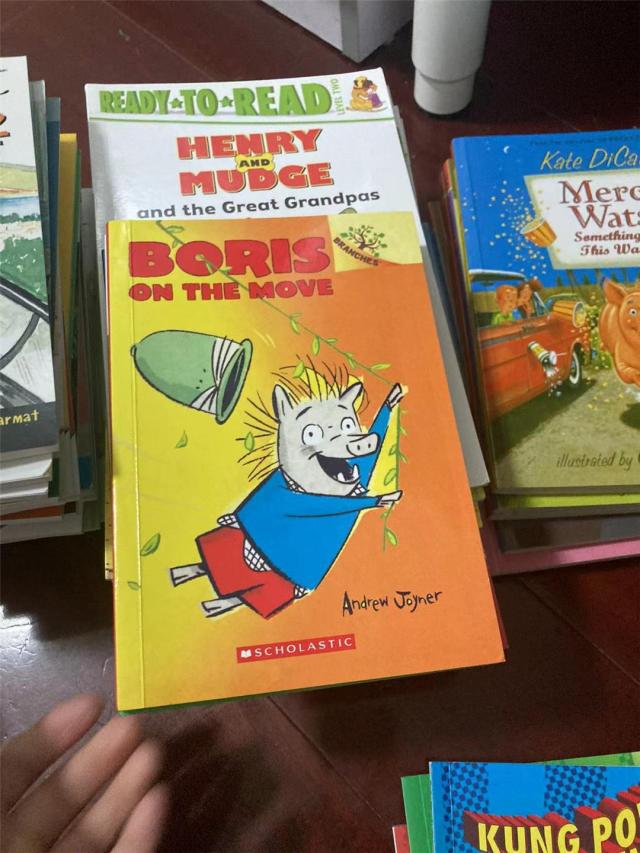 READY-TO-READ
LEVEL TWO
HENRY
AND
MUDGE
and the Great Grandpas
BORIS
ON THE MOVE
BRANCHES
Andrew Joyner
SCHOLASTIC
armat
Kate DiCa
Merc
Wat
Something
This Wa
illustrated by
KUNG PO